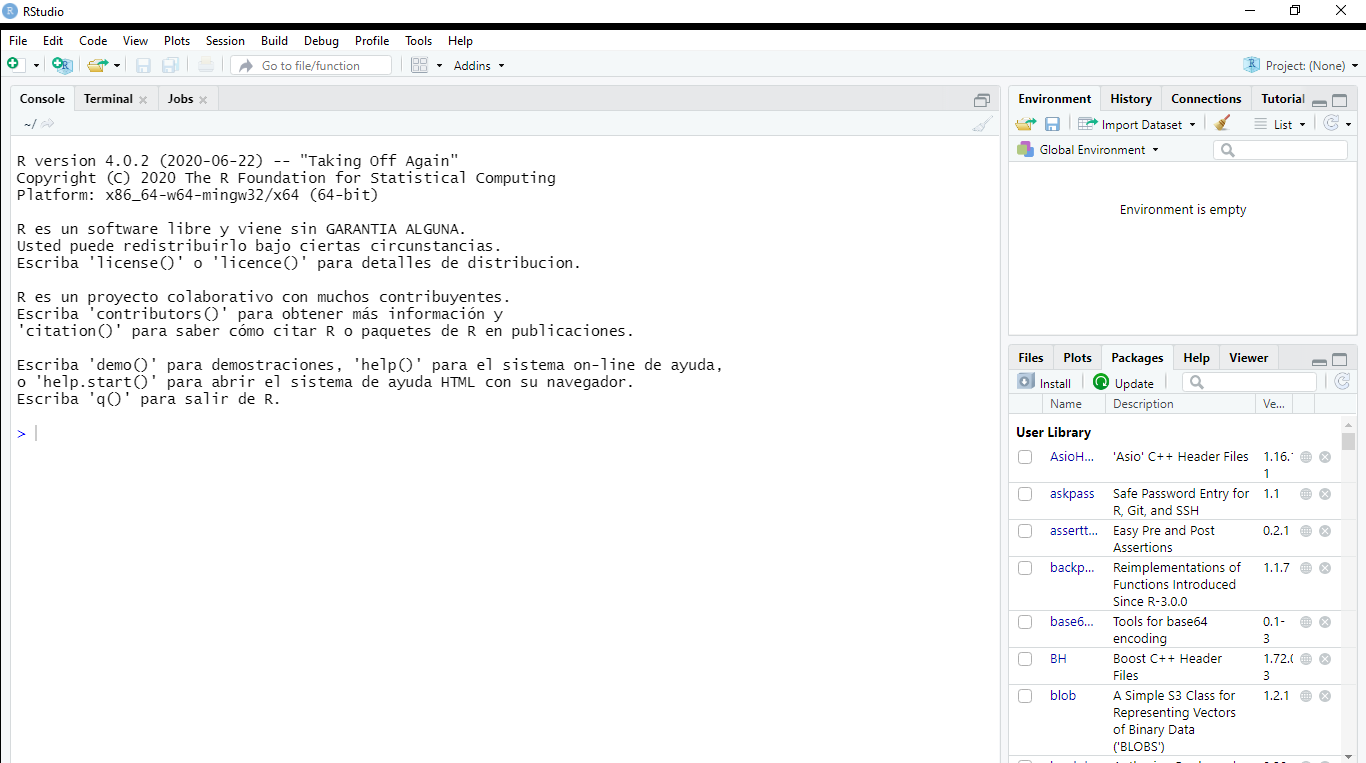 RStudio
File Edit Code View Plots Session Build Debug Profile Tools Help
Go to file/function Addins Project: (None)
Console Terminal Jobs
~/
R version 4.0.2 (2020-06-22) -- "Taking Off Again"
Copyright (C) 2020 The R Foundation for Statistical Computing
Platform: x86_64-w64-mingw32/x64 (64-bit)
R es un software libre y viene sin GARANTIA ALGUNA.
Usted puede redistribuirlo bajo ciertas circunstancias.
Escriba 'license()' o 'licence()' para detalles de distribucion.
R es un proyecto colaborativo con muchos contribuyentes.
Escriba 'contributors()' para obtener más información y
'citation()' para saber cómo citar R o paquetes de R en publicaciones.
Escriba 'demo()' para demostraciones, 'help()' para el sistema on-line de ayuda,
o 'help.start()' para abrir el sistema de ayuda HTML con su navegador.
Escriba 'q()' para salir de R.
>
Environment History Connections Tutorial
Import Dataset List
Global Environment
Environment is empty
Files Plots Packages Help Viewer
Install Update
Name Description Ve...
User Library
AsioH... 'Asio' C++ Header Files 1.16.
1
askpass Safe Password Entry for 1.1
R, Git, and SSH
assertt... Easy Pre and Post 0.2.1
Assertions
backp... Reimplementations of 1.1.7
Functions Introduced
Since R-3.0.0
base6... Tools for base64 0.1-
encoding 3
BH Boost C++ Header 1.72.0
Files 3
blob A Simple S3 Class for 1.2.1
Representing Vectors
of Binary Data
('BLOBS')